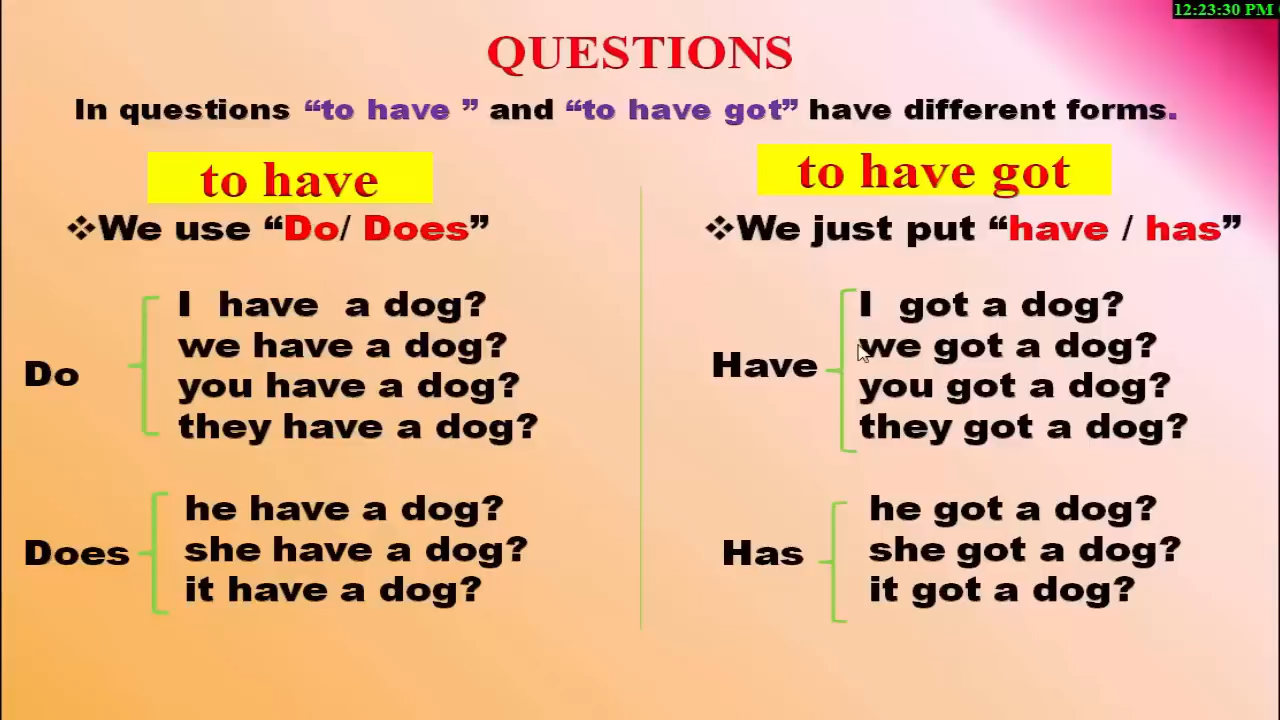 12:23:30 PM
QUESTIONS
In questions “to have ” and “to have got” have different forms.
to have
❖We use “Do/ Does”
Do
I have a dog?
we have a dog?
you have a dog?
they have a dog?
Does
he have a dog?
she have a dog?
it have a dog?
to have got
❖We just put “have / has”
Have
I got a dog?
we got a dog?
you got a dog?
they got a dog?
Has
he got a dog?
she got a dog?
it got a dog?